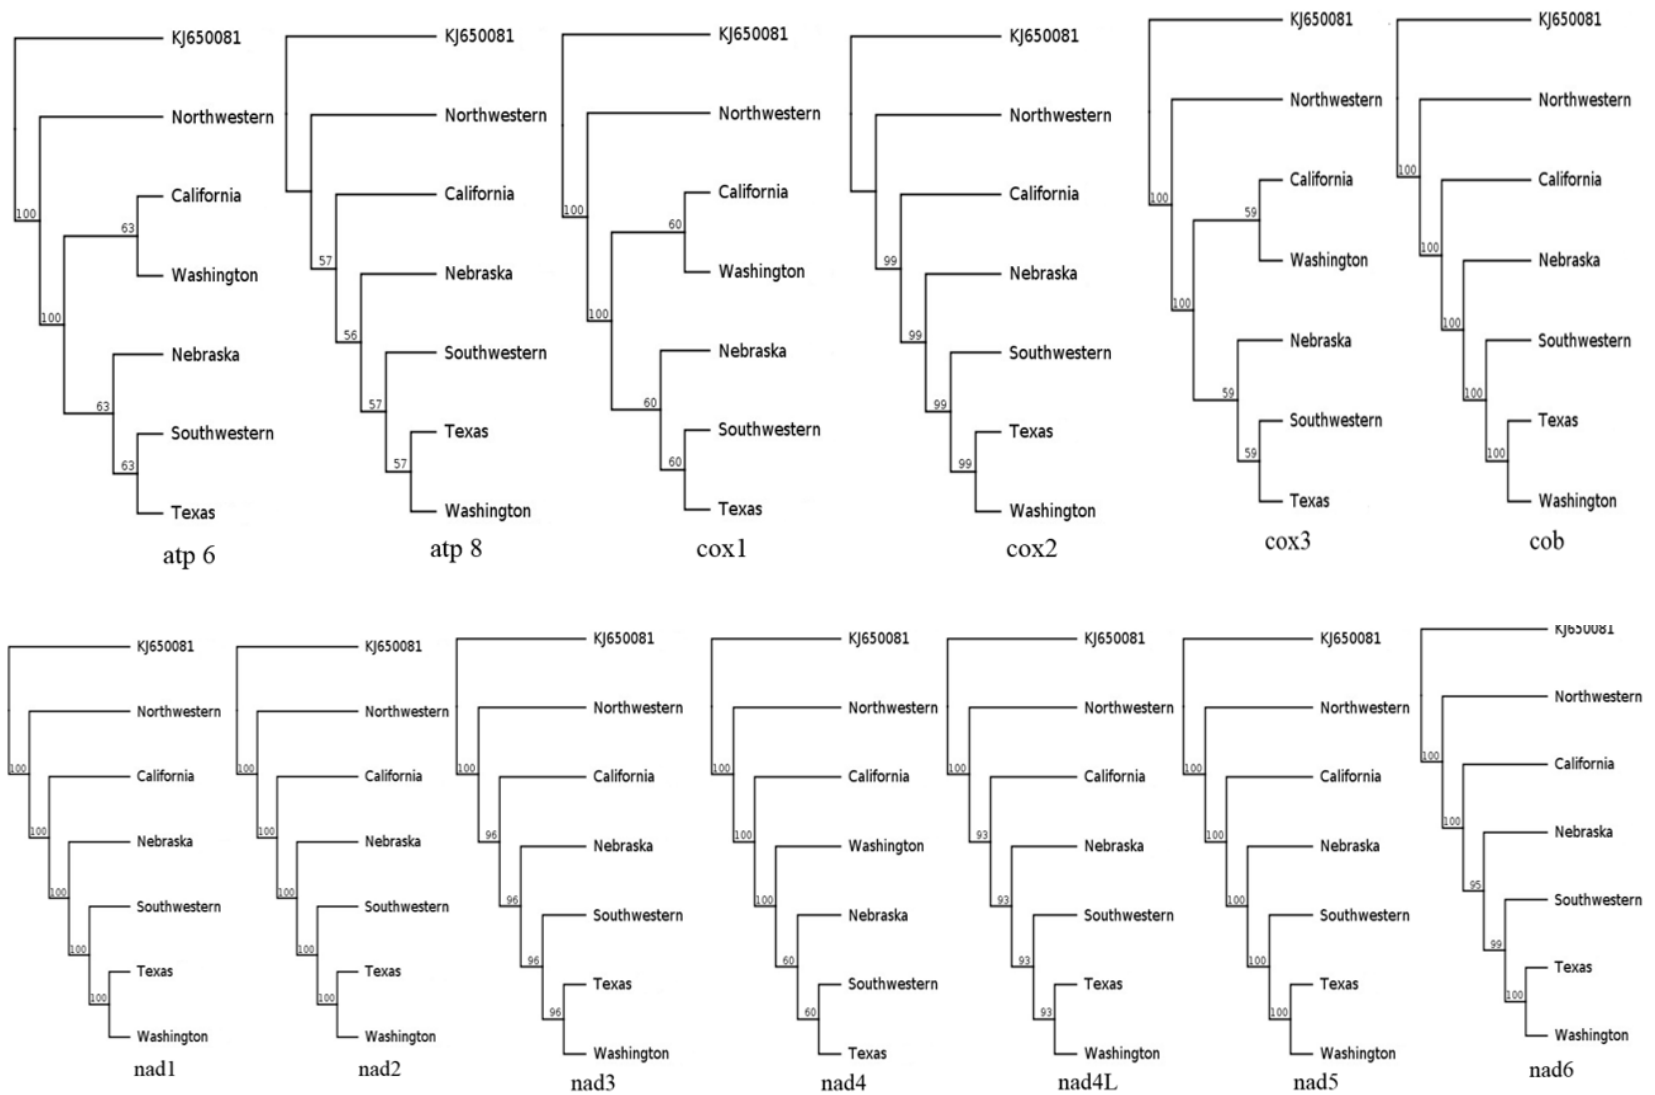 KJ650081
Northwestern
California
Washington
Nebraska
Southwestern
Texas
100
63
100
63
63
atp 6
KJ650081
Northwestern
California
Nebraska
Southwestern
Texas
Washington
57
56
57
57
atp 8
KJ650081
Northwestern
California
Washington
Nebraska
Southwestern
Texas
100
60
100
60
60
cox1
KJ650081
Northwestern
California
Nebraska
Southwestern
Texas
Washington
99
99
99
99
cox2
KJ650081
Northwestern
California
Washington
Nebraska
Southwestern
Texas
100
59
100
59
59
cox3
KJ650081
Northwestern
California
Nebraska
Southwestern
Texas
Washington
100
100
100
100
100
cob
KJ650081
Northwestern
California
Nebraska
Southwestern
Texas
Washington
100
100
100
100
100
nad1
KJ650081
Northwestern
California
Nebraska
Southwestern
Texas
Washington
100
100
100
100
100
nad2
KJ650081
Northwestern
California
Nebraska
Southwestern
Texas
Washington
100
96
96
96
96
nad3
KJ650081
Northwestern
California
Washington
Nebraska
Southwestern
Texas
100
100
100
60
60
nad4
KJ650081
Northwestern
California
Nebraska
Southwestern
Texas
Washington
100
93
93
93
93
nad4L
KJ650081
Northwestern
California
Nebraska
Southwestern
Texas
Washington
100
100
100
100
100
nad5
KJ650081
Northwestern
California
Nebraska
Southwestern
Texas
Washington
100
100
95
99
100
nad6